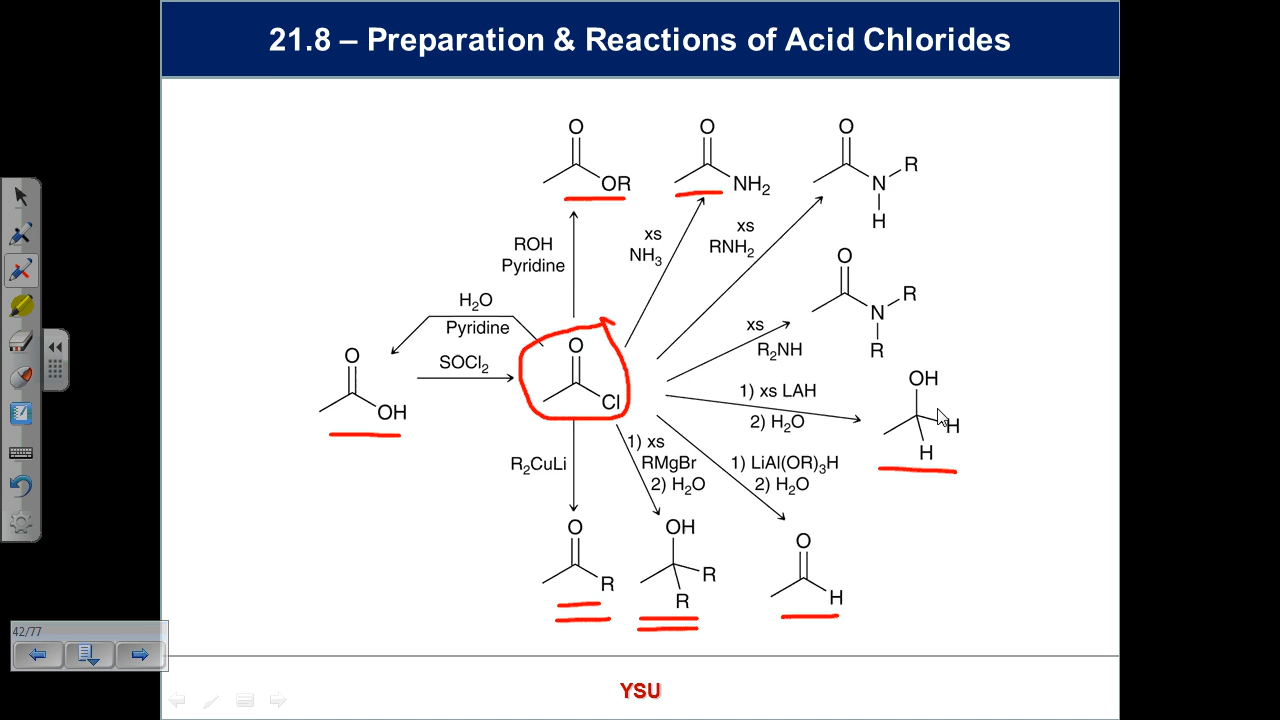 21.8 – Preparation & Reactions of Acid Chlorides
O
OR
O
NH₂
O
N
R
H
ROH
Pyridine
xs
NH₃
xs
RNH₂
O
N
R
R
H₂O
Pyridine
SOCl₂
O
OH
O
Cl
xs
R₂NH
1) xs LAH
2) H₂O
OH
H
H
R₂CuLi
1) xs
RMgBr
2) H₂O
1) LiAl(OR)₃H
2) H₂O
O
R
OH
R
R
O
H
42/77
YSU